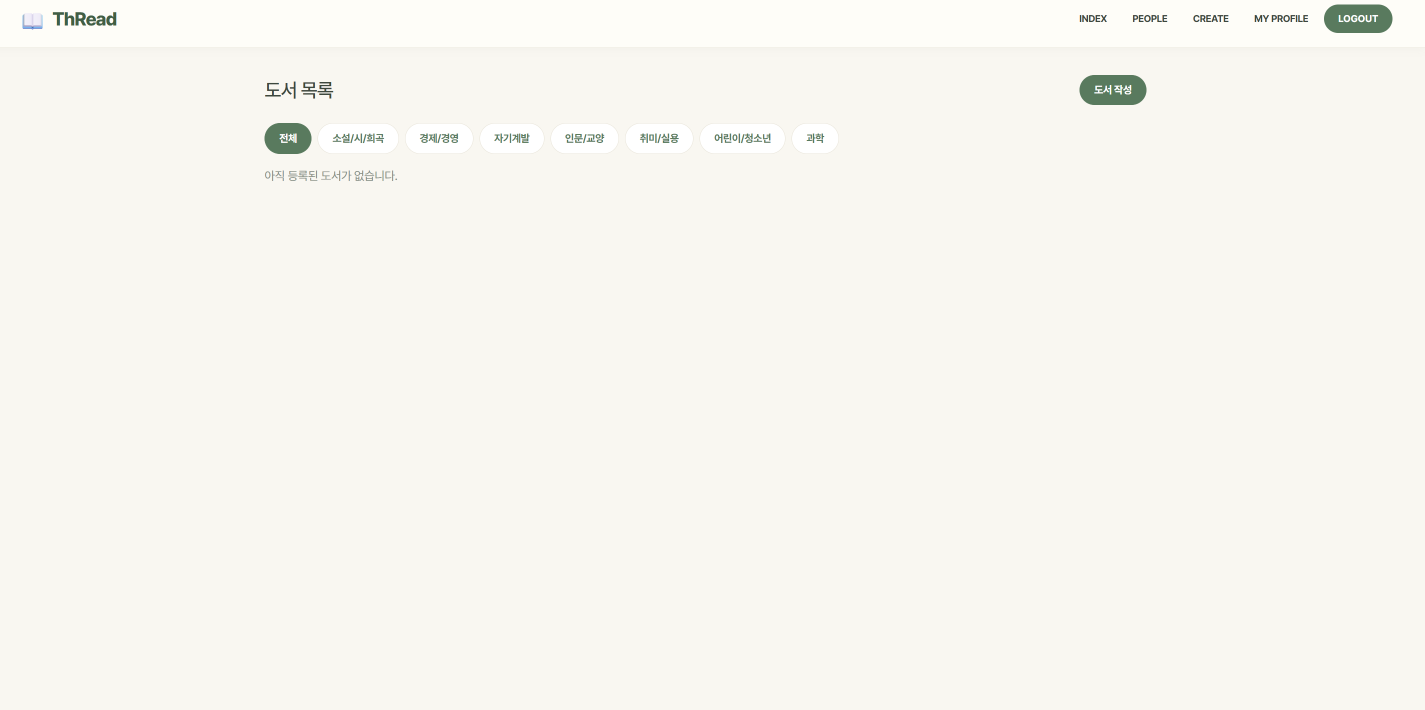 ThRead INDEX PEOPLE CREATE MY PROFILE LOGOUT
도서 목록 도서 작성
전체 소설/시/희곡 경제/경영 자기계발 인문/교양 취미/실용 어린이/청소년 과학
아직 등록된 도서가 없습니다.